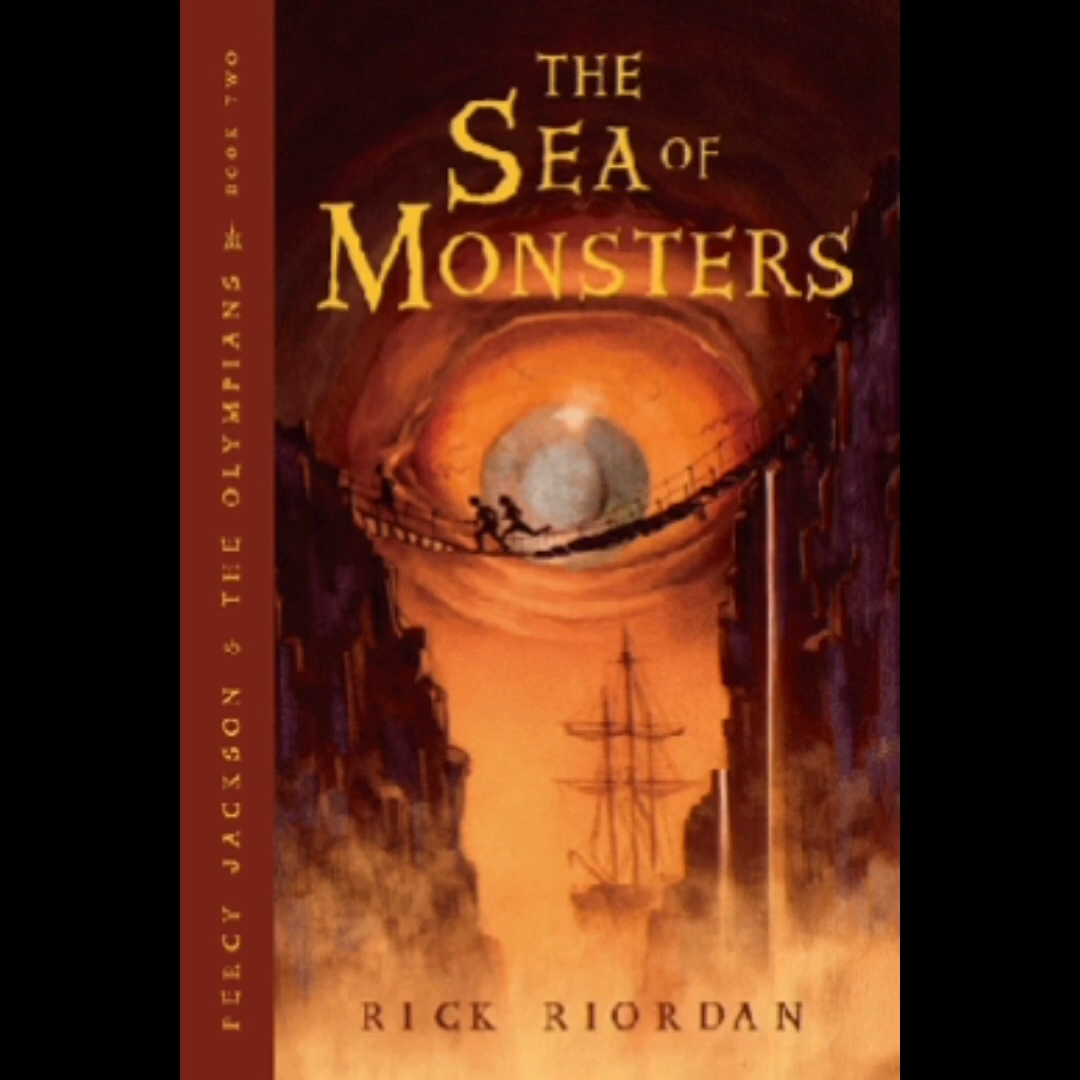 THE
SEA OF
MONSTERS
PERCY JACKSON & THE OLYMPIANS ★ BOOK TWO
RICK RIORDAN